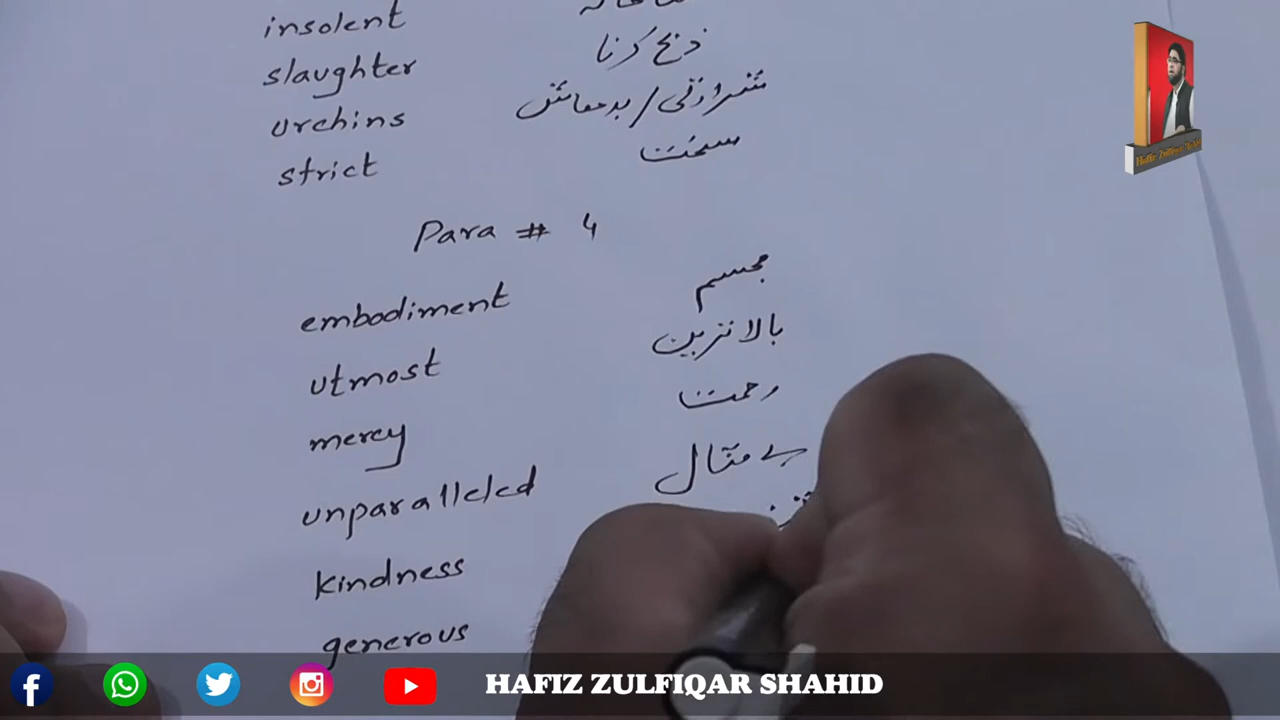 insolent
slaughter ذبح کرنا
urchins شرارتی / بدمعاش
strict سخت
Para # 4
embodiment مجسم
utmost بالاترین
mercy رحمت
unparalleled بے مثال
kindness
generous
HAFIZ ZULFIQAR SHAHID